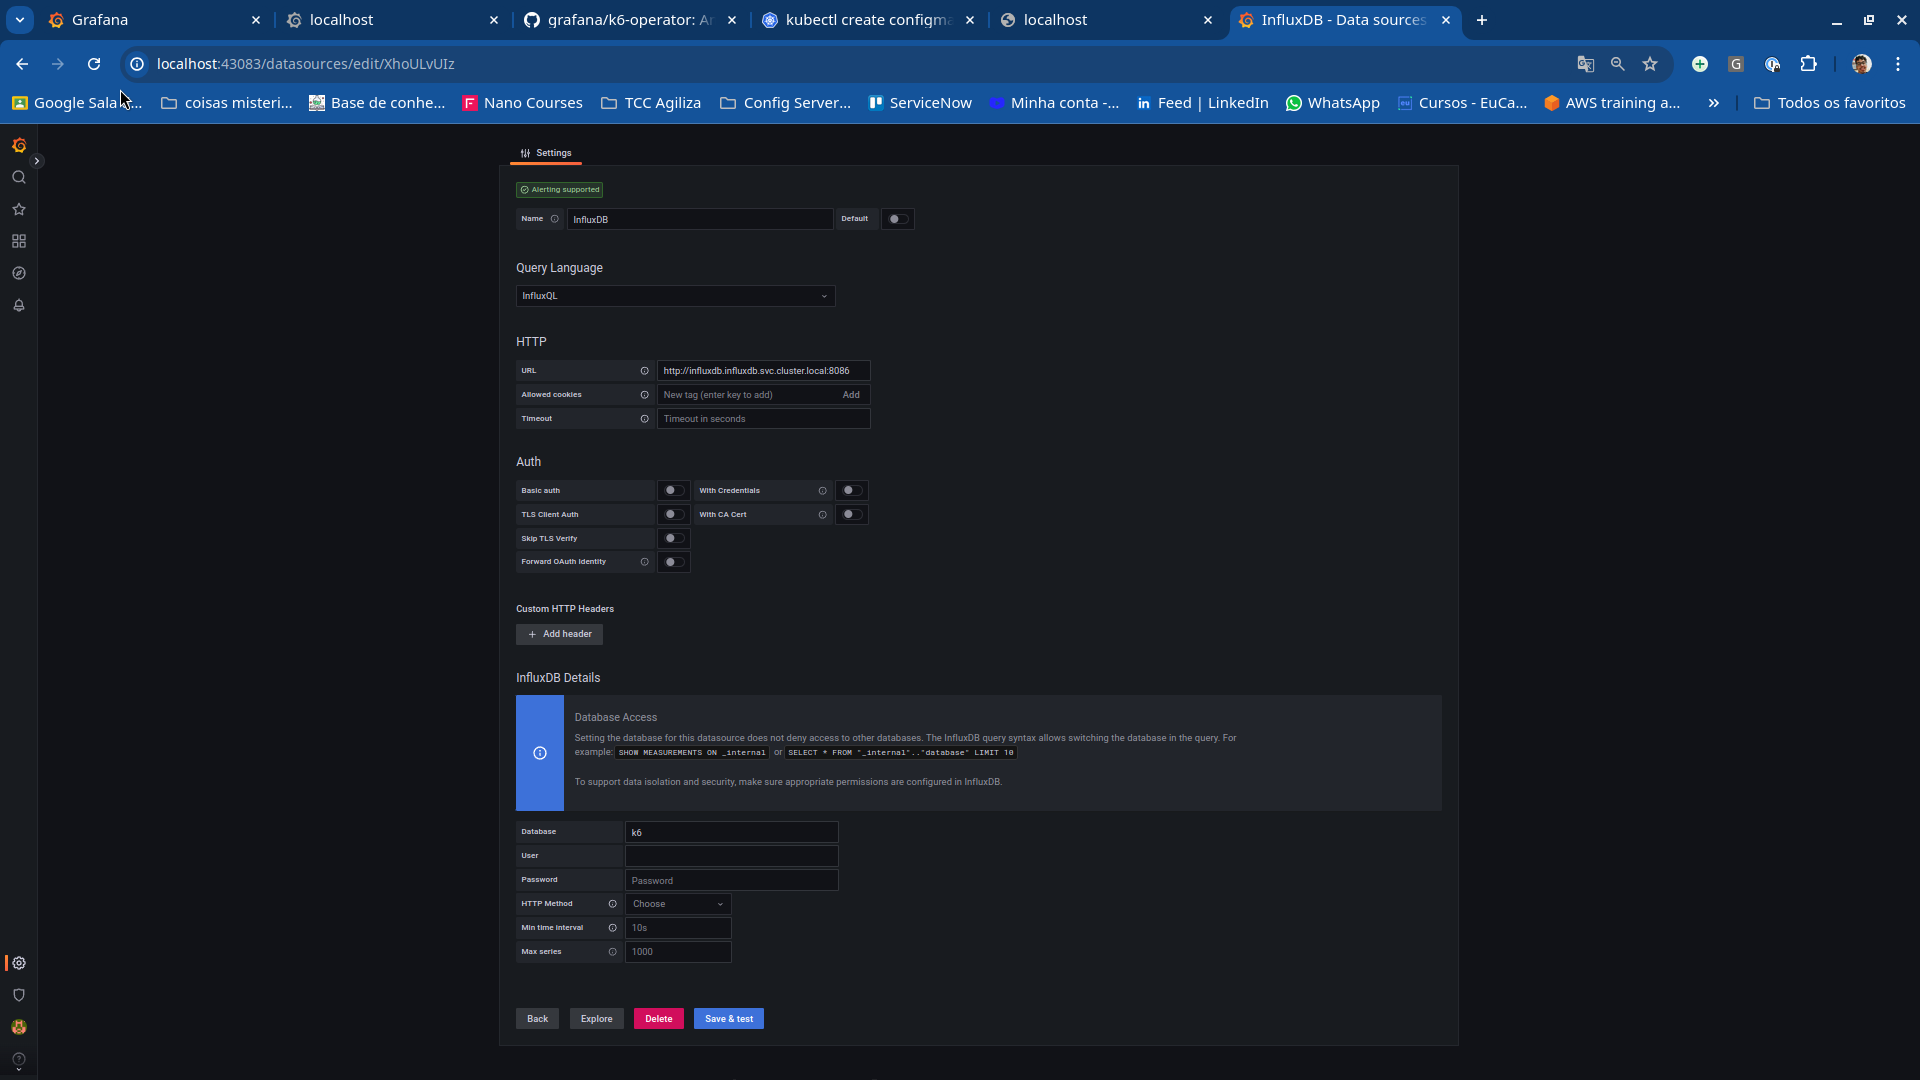 Grafana
localhost
grafana/k6-operator: Ar
kubectl create configma
localhost
InfluxDB - Data sources
localhost:43083/datasources/edit/XhoULvUIz
Google Sala ...
coisas misteri...
Base de conhe...
Nano Courses
TCC Agiliza
Config Server...
ServiceNow
Minha conta -...
Feed | LinkedIn
WhatsApp
Cursos - EuCa...
AWS training a...
Todos os favoritos
Settings
Alerting supported
Name InfluxDB Default
Query Language
InfluxQL
HTTP
URL http://influxdb.influxdb.svc.cluster.local:8086
Allowed cookies New tag (enter key to add) Add
Timeout Timeout in seconds
Auth
Basic auth With Credentials
TLS Client Auth With CA Cert
Skip TLS Verify
Forward OAuth Identity
Custom HTTP Headers
Add header
InfluxDB Details
Database Access
Setting the database for this datasource does not deny access to other databases. The InfluxDB query syntax allows switching the database in the query. For
example: SHOW MEASUREMENTS ON _internal or SELECT * FROM "_internal".."database" LIMIT 10
To support data isolation and security, make sure appropriate permissions are configured in InfluxDB.
Database k6
User
Password Password
HTTP Method Choose
Min time interval 10s
Max series 1000
Back Explore Delete Save & test